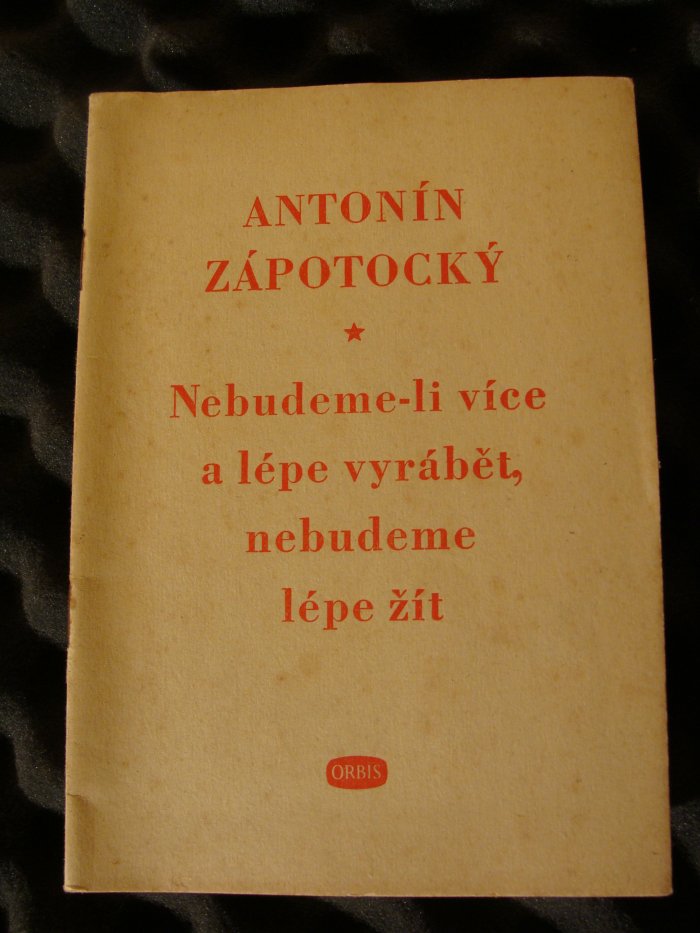 ANTONÍN
ZÁPOTOCKÝ
Nebudeme-li více
a lépe vyrábět,
nebudeme
lépe žít
ORBIS